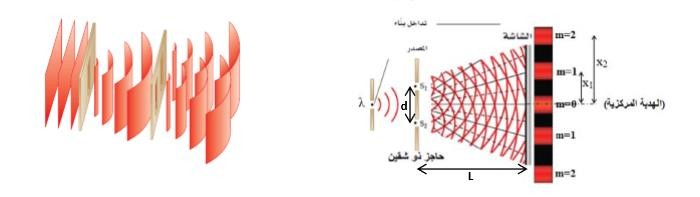 تداخل بناء
الشاشة
المصدر
m=2
x₂
m=1
x₁
λ
S₁
d
m=0
(الهدبة المركزية)
S₂
m=1
حاجز ذو شقين
L
m=2